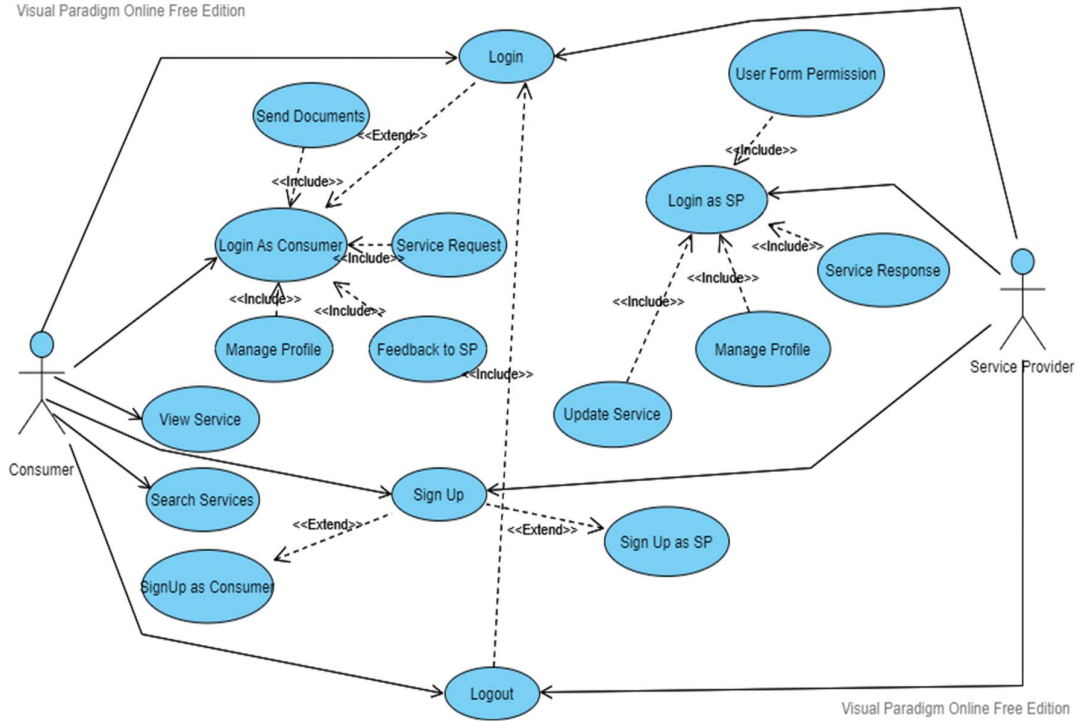 Visual Paradigm Online Free Edition
Login
User Form Permission
Send Documents
<<Extend>>
<<Include>>
<<Include>>
Login as SP
Login As Consumer
Service Request
<<Include>>
<<Include>>
Service Response
<<Include>>
<<Include>>
<<Include>>
<<Include>>
Manage Profile
Feedback to SP
Manage Profile
Service Provider
<<Include>>
View Service
Update Service
Consumer
Search Services
Sign Up
<<Extend>>
<<Extend>>
Sign Up as SP
SignUp as Consumer
Logout
Visual Paradigm Online Free Edition